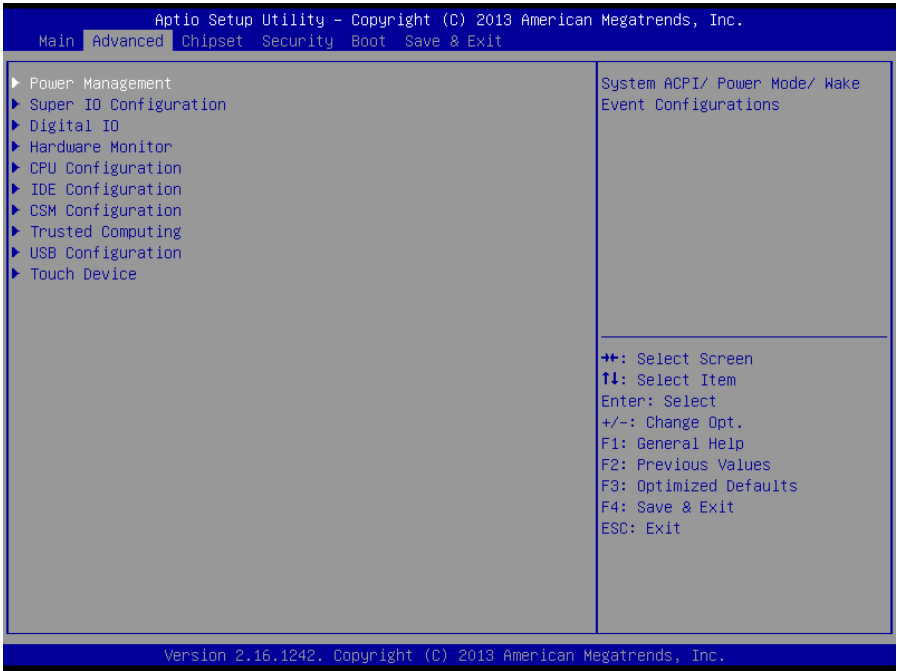 Aptio Setup Utility – Copyright (C) 2013 American Megatrends, Inc.
Main Advanced Chipset Security Boot Save & Exit
Power Management
Super IO Configuration
Digital IO
Hardware Monitor
CPU Configuration
IDE Configuration
CSM Configuration
Trusted Computing
USB Configuration
Touch Device
System ACPI/ Power Mode/ Wake
Event Configurations
→←: Select Screen
↑↓: Select Item
Enter: Select
+/-: Change Opt.
F1: General Help
F2: Previous Values
F3: Optimized Defaults
F4: Save & Exit
ESC: Exit
Version 2.16.1242. Copyright (C) 2013 American Megatrends, Inc.